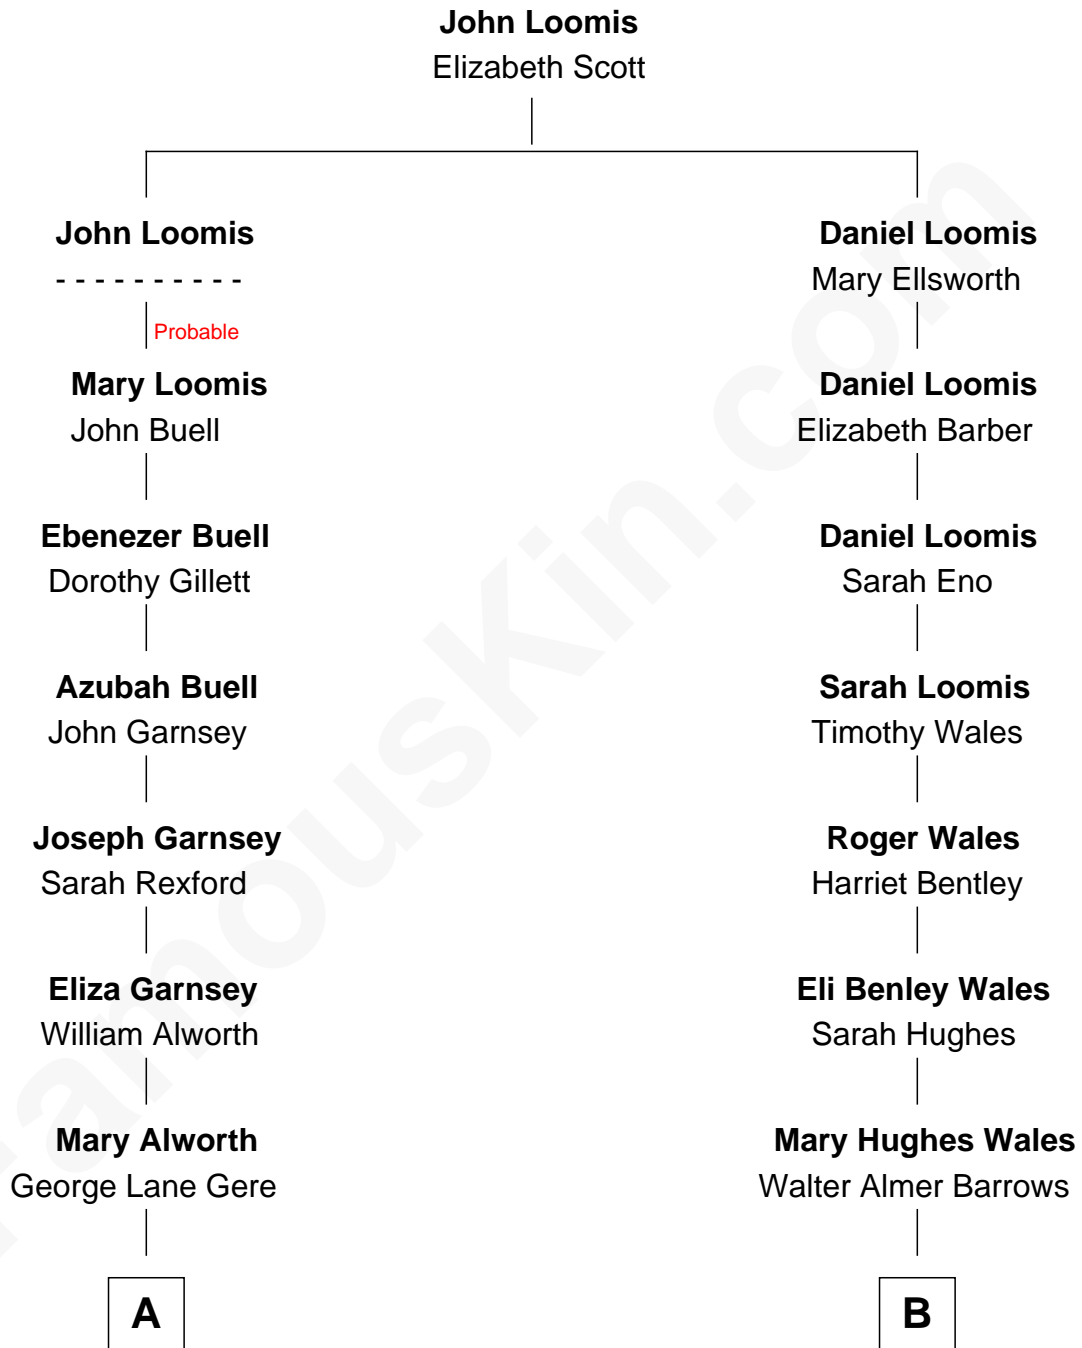 John Loomis
Elizabeth Scott
John Loomis
- - - - - - - - - -
Probable
Mary Loomis
John Buell
Ebenezer Buell
Dorothy Gillett
Azubah Buell
John Garnsey
Joseph Garnsey
Sarah Rexford
Eliza Garnsey
William Alworth
Mary Alworth
George Lane Gere
A
Daniel Loomis
Mary Ellsworth
Daniel Loomis
Elizabeth Barber
Daniel Loomis
Sarah Eno
Sarah Loomis
Timothy Wales
Roger Wales
Harriet Bentley
Eli Benley Wales
Sarah Hughes
Mary Hughes Wales
Walter Almer Barrows
B
FamousKin.com